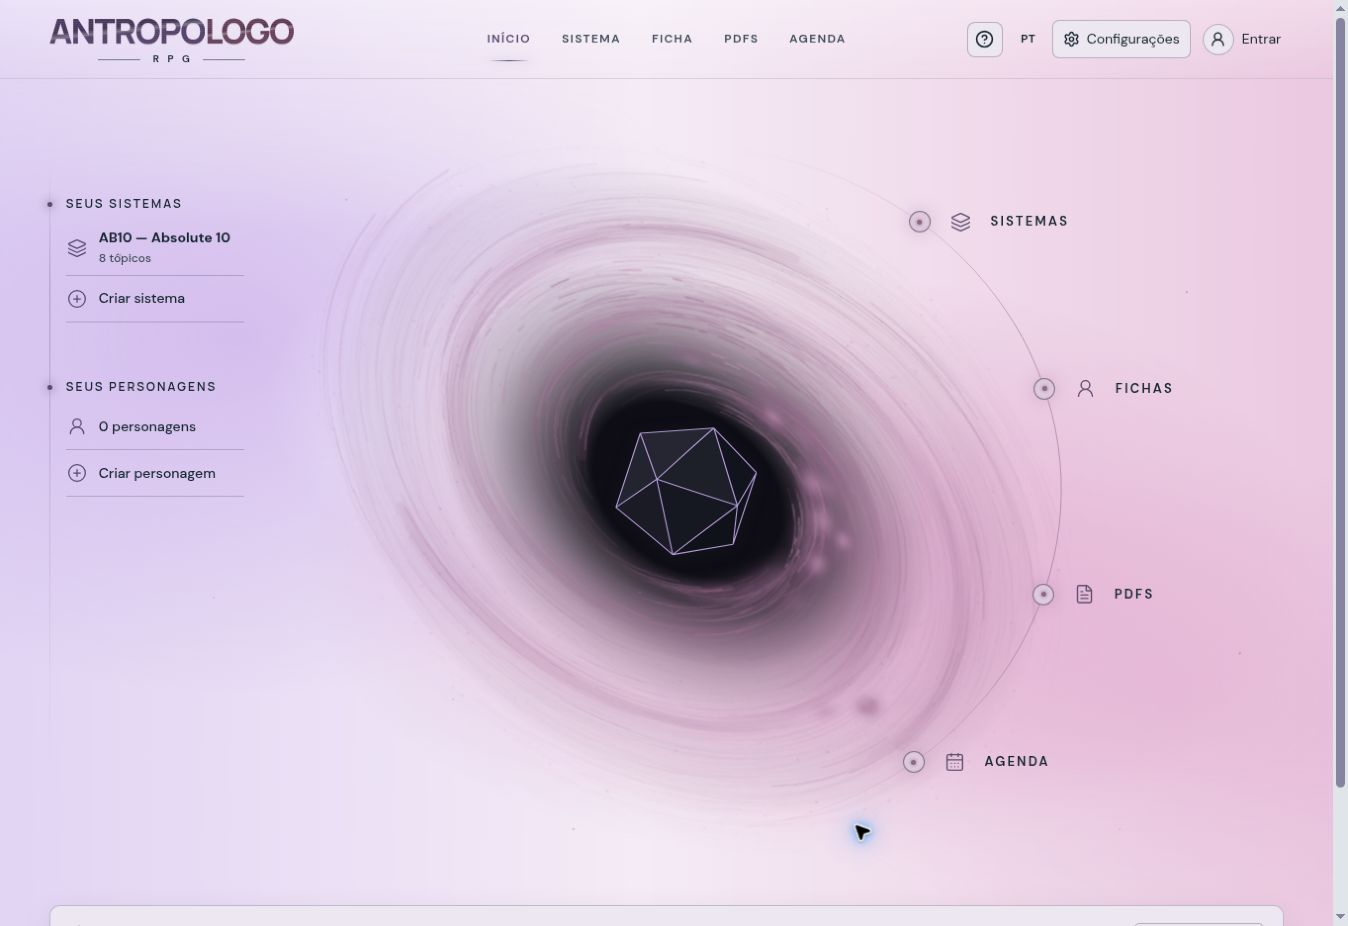 ANTROPOLOGO
RPG
INÍCIO
SISTEMA
FICHA
PDFS
AGENDA
PT
Configurações
Entrar
SEUS SISTEMAS
AB10 — Absolute 10
8 tópicos
Criar sistema
SEUS PERSONAGENS
0 personagens
Criar personagem
SISTEMAS
FICHAS
PDFS
AGENDA